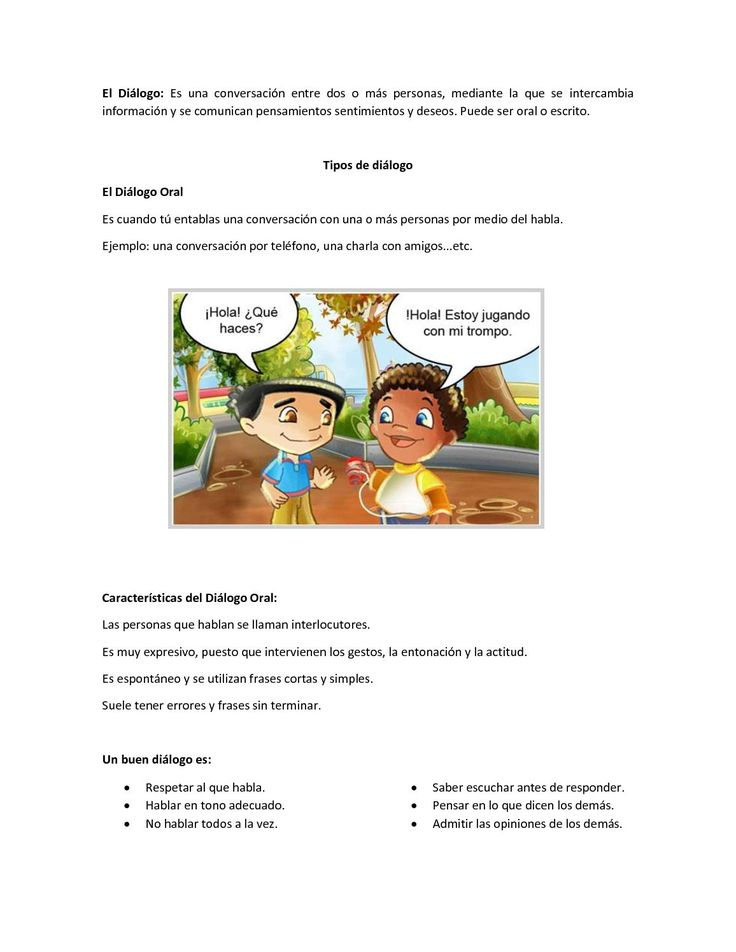 El Diálogo: Es una conversación entre dos o más personas, mediante la que se intercambia
información y se comunican pensamientos sentimientos y deseos. Puede ser oral o escrito.
Tipos de diálogo
El Diálogo Oral
Es cuando tú entablas una conversación con una o más personas por medio del habla.
Ejemplo: una conversación por teléfono, una charla con amigos...etc.
¡Hola! ¿Qué
haces?
!Hola! Estoy jugando
con mi trompo.
Características del Diálogo Oral:
Las personas que hablan se llaman interlocutores.
Es muy expresivo, puesto que intervienen los gestos, la entonación y la actitud.
Es espontáneo y se utilizan frases cortas y simples.
Suele tener errores y frases sin terminar.
Un buen diálogo es:
• Respetar al que habla.
• Hablar en tono adecuado.
• No hablar todos a la vez.
• Saber escuchar antes de responder.
• Pensar en lo que dicen los demás.
• Admitir las opiniones de los demás.